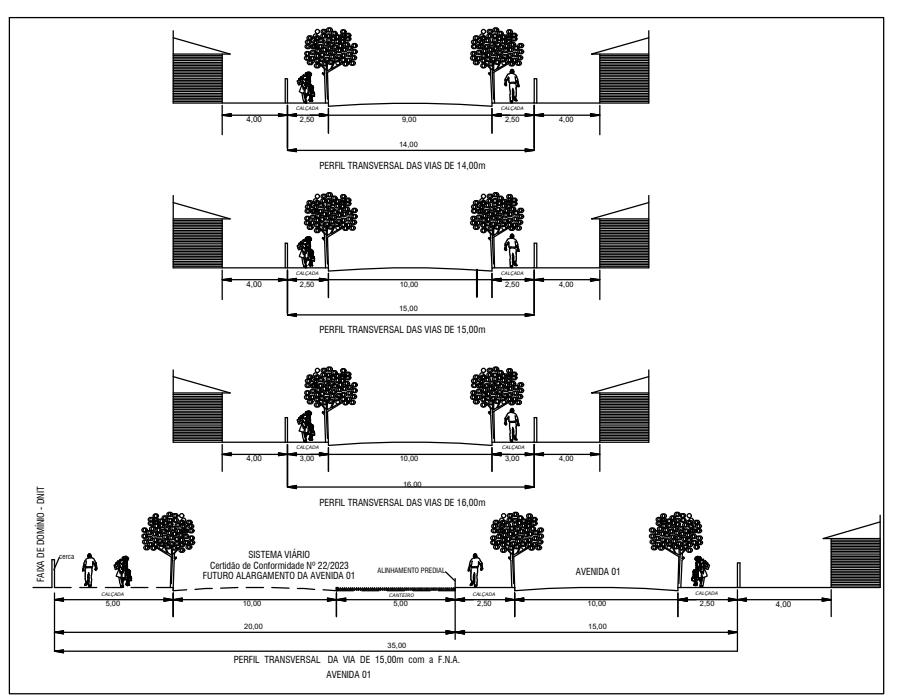 CALÇADA CALÇADA
4,00 2,50 9,00 2,50 4,00
14,00
PERFIL TRANSVERSAL DAS VIAS DE 14,00m
CALÇADA CALÇADA
4,00 2,50 10,00 2,50 4,00
15,00
PERFIL TRANSVERSAL DAS VIAS DE 15,00m
CALÇADA CALÇADA
4,00 3,00 10,00 3,00 4,00
16,00
PERFIL TRANSVERSAL DAS VIAS DE 16,00m
FAIXA DE DOMÍNIO - DNIT
cerca
SISTEMA VIÁRIO
Certidão de Conformidade Nº 22/2023
FUTURO ALARGAMENTO DA AVENIDA 01
ALINHAMENTO PREDIAL
AVENIDA 01
CALÇADA CANTEIRO CALÇADA CALÇADA
5,00 10,00 5,00 2,50 10,00 2,50 4,00
20,00 15,00
35,00
PERFIL TRANSVERSAL DA VIA DE 15,00m com a F.N.A.
AVENIDA 01